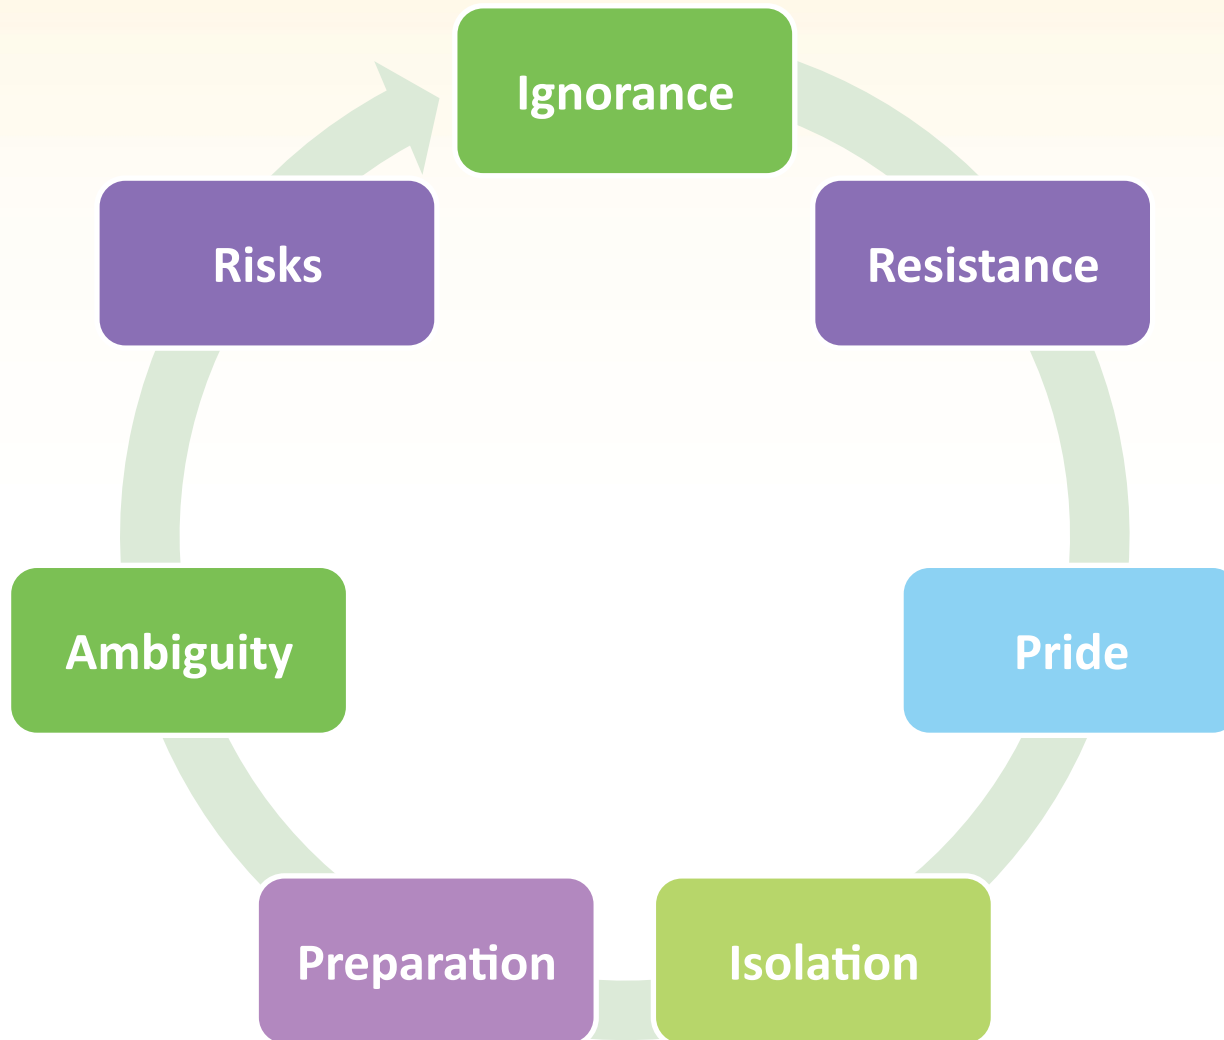 Ignorance
Resistance
Pride
Isolation
Preparation
Ambiguity
Risks